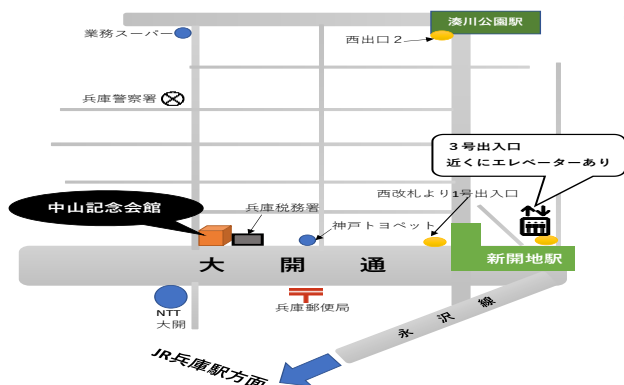 湊川公園駅
業務スーパー
西出口２
兵庫警察署
３号出入口
近くにエレベーターあり
西改札より1号出入口
中山記念会館
兵庫税務署
神戸トヨペット
大開通
新開地駅
NTT
大開
兵庫郵便局
永沢線
JR兵庫駅方面